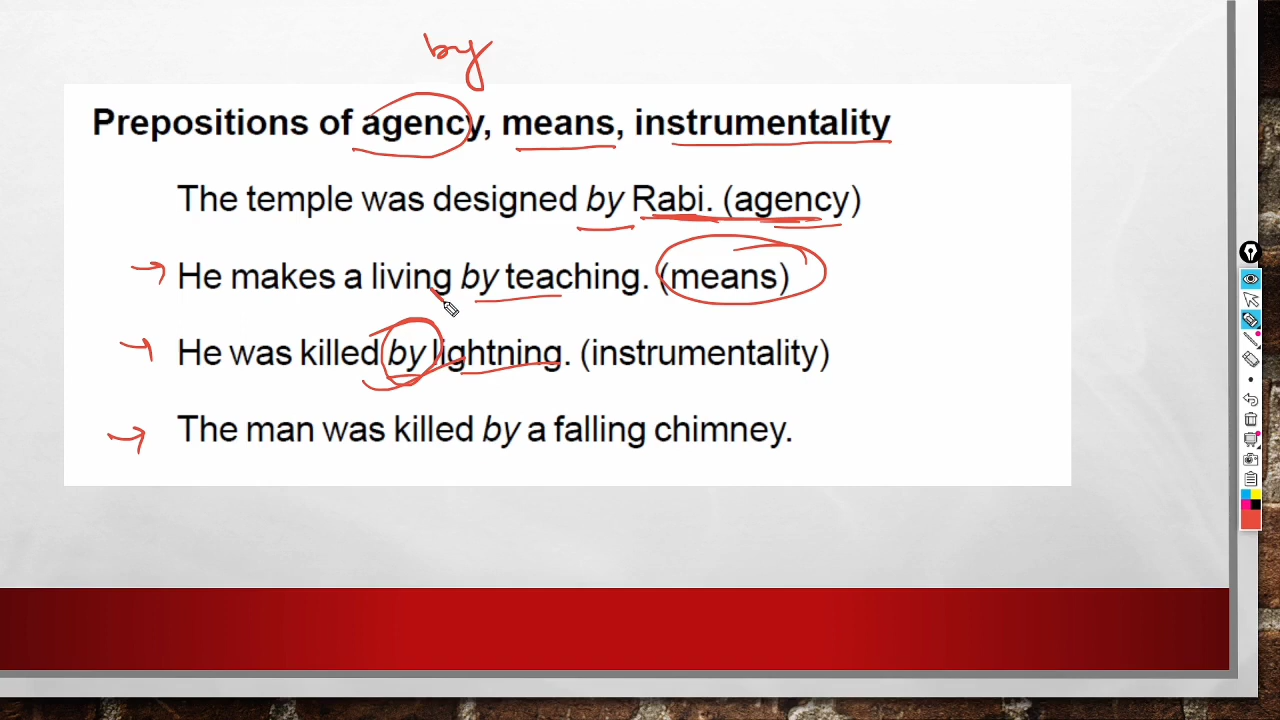 by
Prepositions of agency, means, instrumentality
The temple was designed by Rabi. (agency)
He makes a living by teaching. (means)
He was killed by lightning. (instrumentality)
The man was killed by a falling chimney.